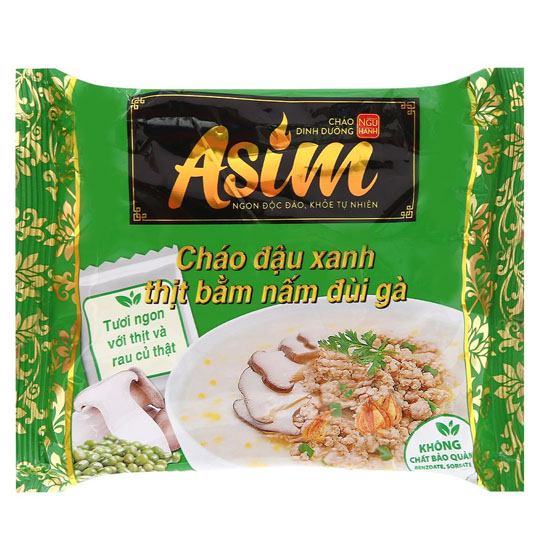 CHÁO
DINH DƯỠNG
NGŨ
HÀNH
Asim
NGON ĐỘC ĐÁO, KHỎE TỰ NHIÊN
Cháo đậu xanh
thịt bằm nấm đùi gà
Tươi ngon
với thịt và
rau củ thật
KHÔNG
CHẤT BẢO QUẢN
BENZOATE, SORBATE